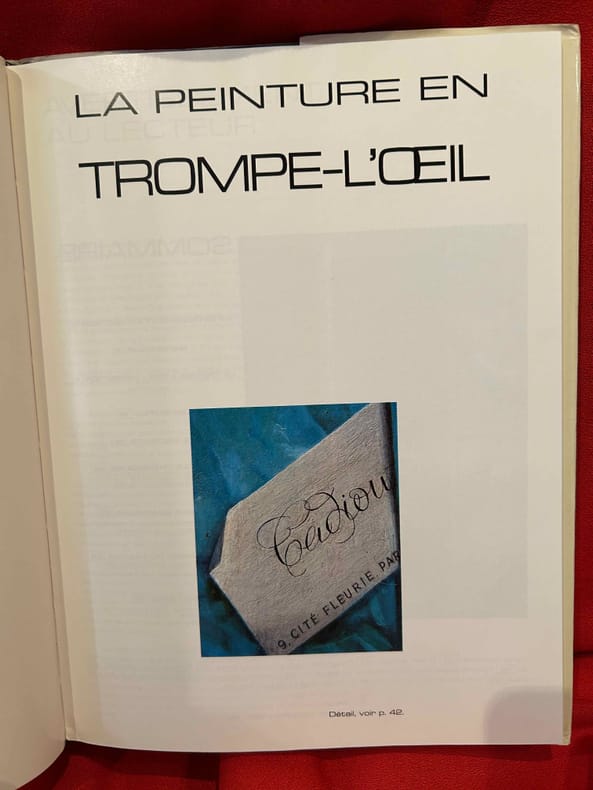 LA PEINTURE EN
TROMPE-L'ŒIL
Cadiou
9, CITÉ FLEURIE PAR
Détail, voir p. 42.